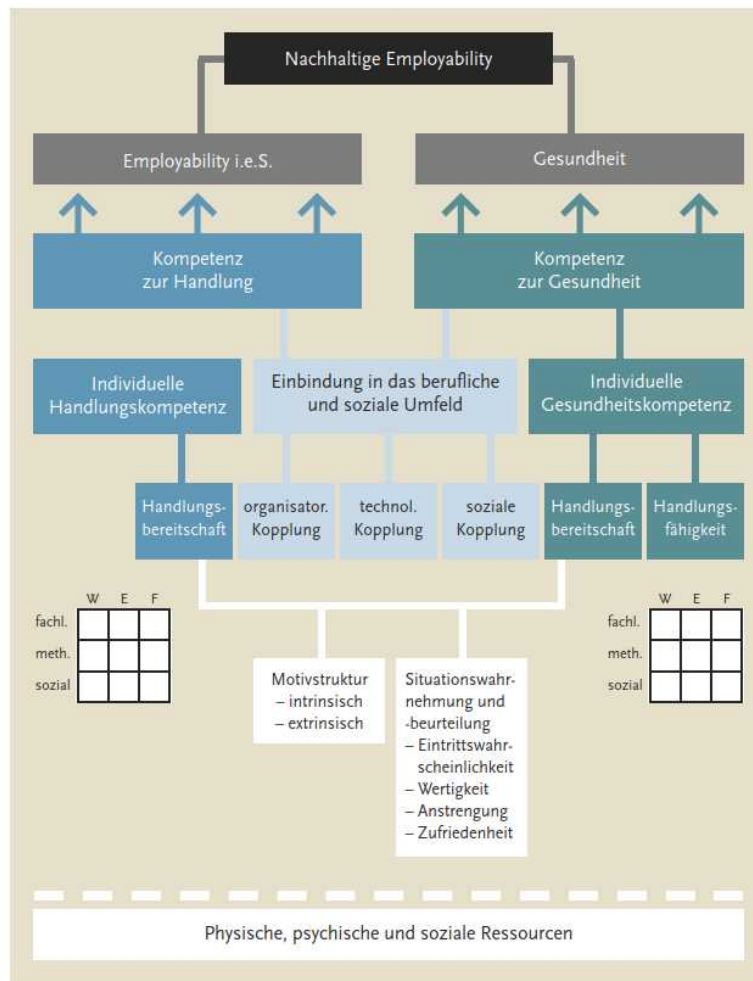 Nachhaltige Employability
Employability i.e.S.
Gesundheit
Kompetenz
zur Handlung
Kompetenz
zur Gesundheit
Individuelle
Handlungskompetenz
Einbindung in das berufliche
und soziale Umfeld
Individuelle
Gesundheitskompetenz
Handlungs-
bereitschaft
organisator.
Kopplung
technol.
Kopplung
soziale
Kopplung
Handlungs-
bereitschaft
Handlungs-
fähigkeit
W E F
fachl.
meth.
sozial
Motivstruktur
– intrinsisch
– extrinsisch
Situationswahr-
nehmung und
-beurteilung
– Eintrittswahr-
scheinlichkeit
– Wertigkeit
– Anstrengung
– Zufriedenheit
W E F
fachl.
meth.
sozial
Physische, psychische und soziale Ressourcen